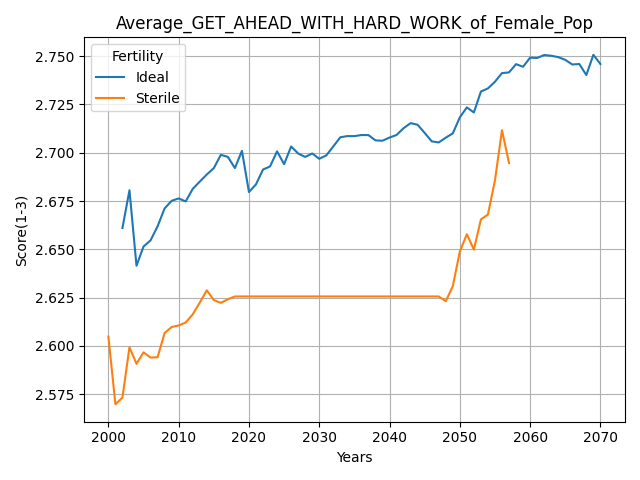 Average_GET_AHEAD_WITH_HARD_WORK_of_Female_Pop
Fertility
Ideal
Sterile
Score(1-3)
2.750
2.725
2.700
2.675
2.650
2.625
2.600
2.575
2000 2010 2020 2030 2040 2050 2060 2070
Years